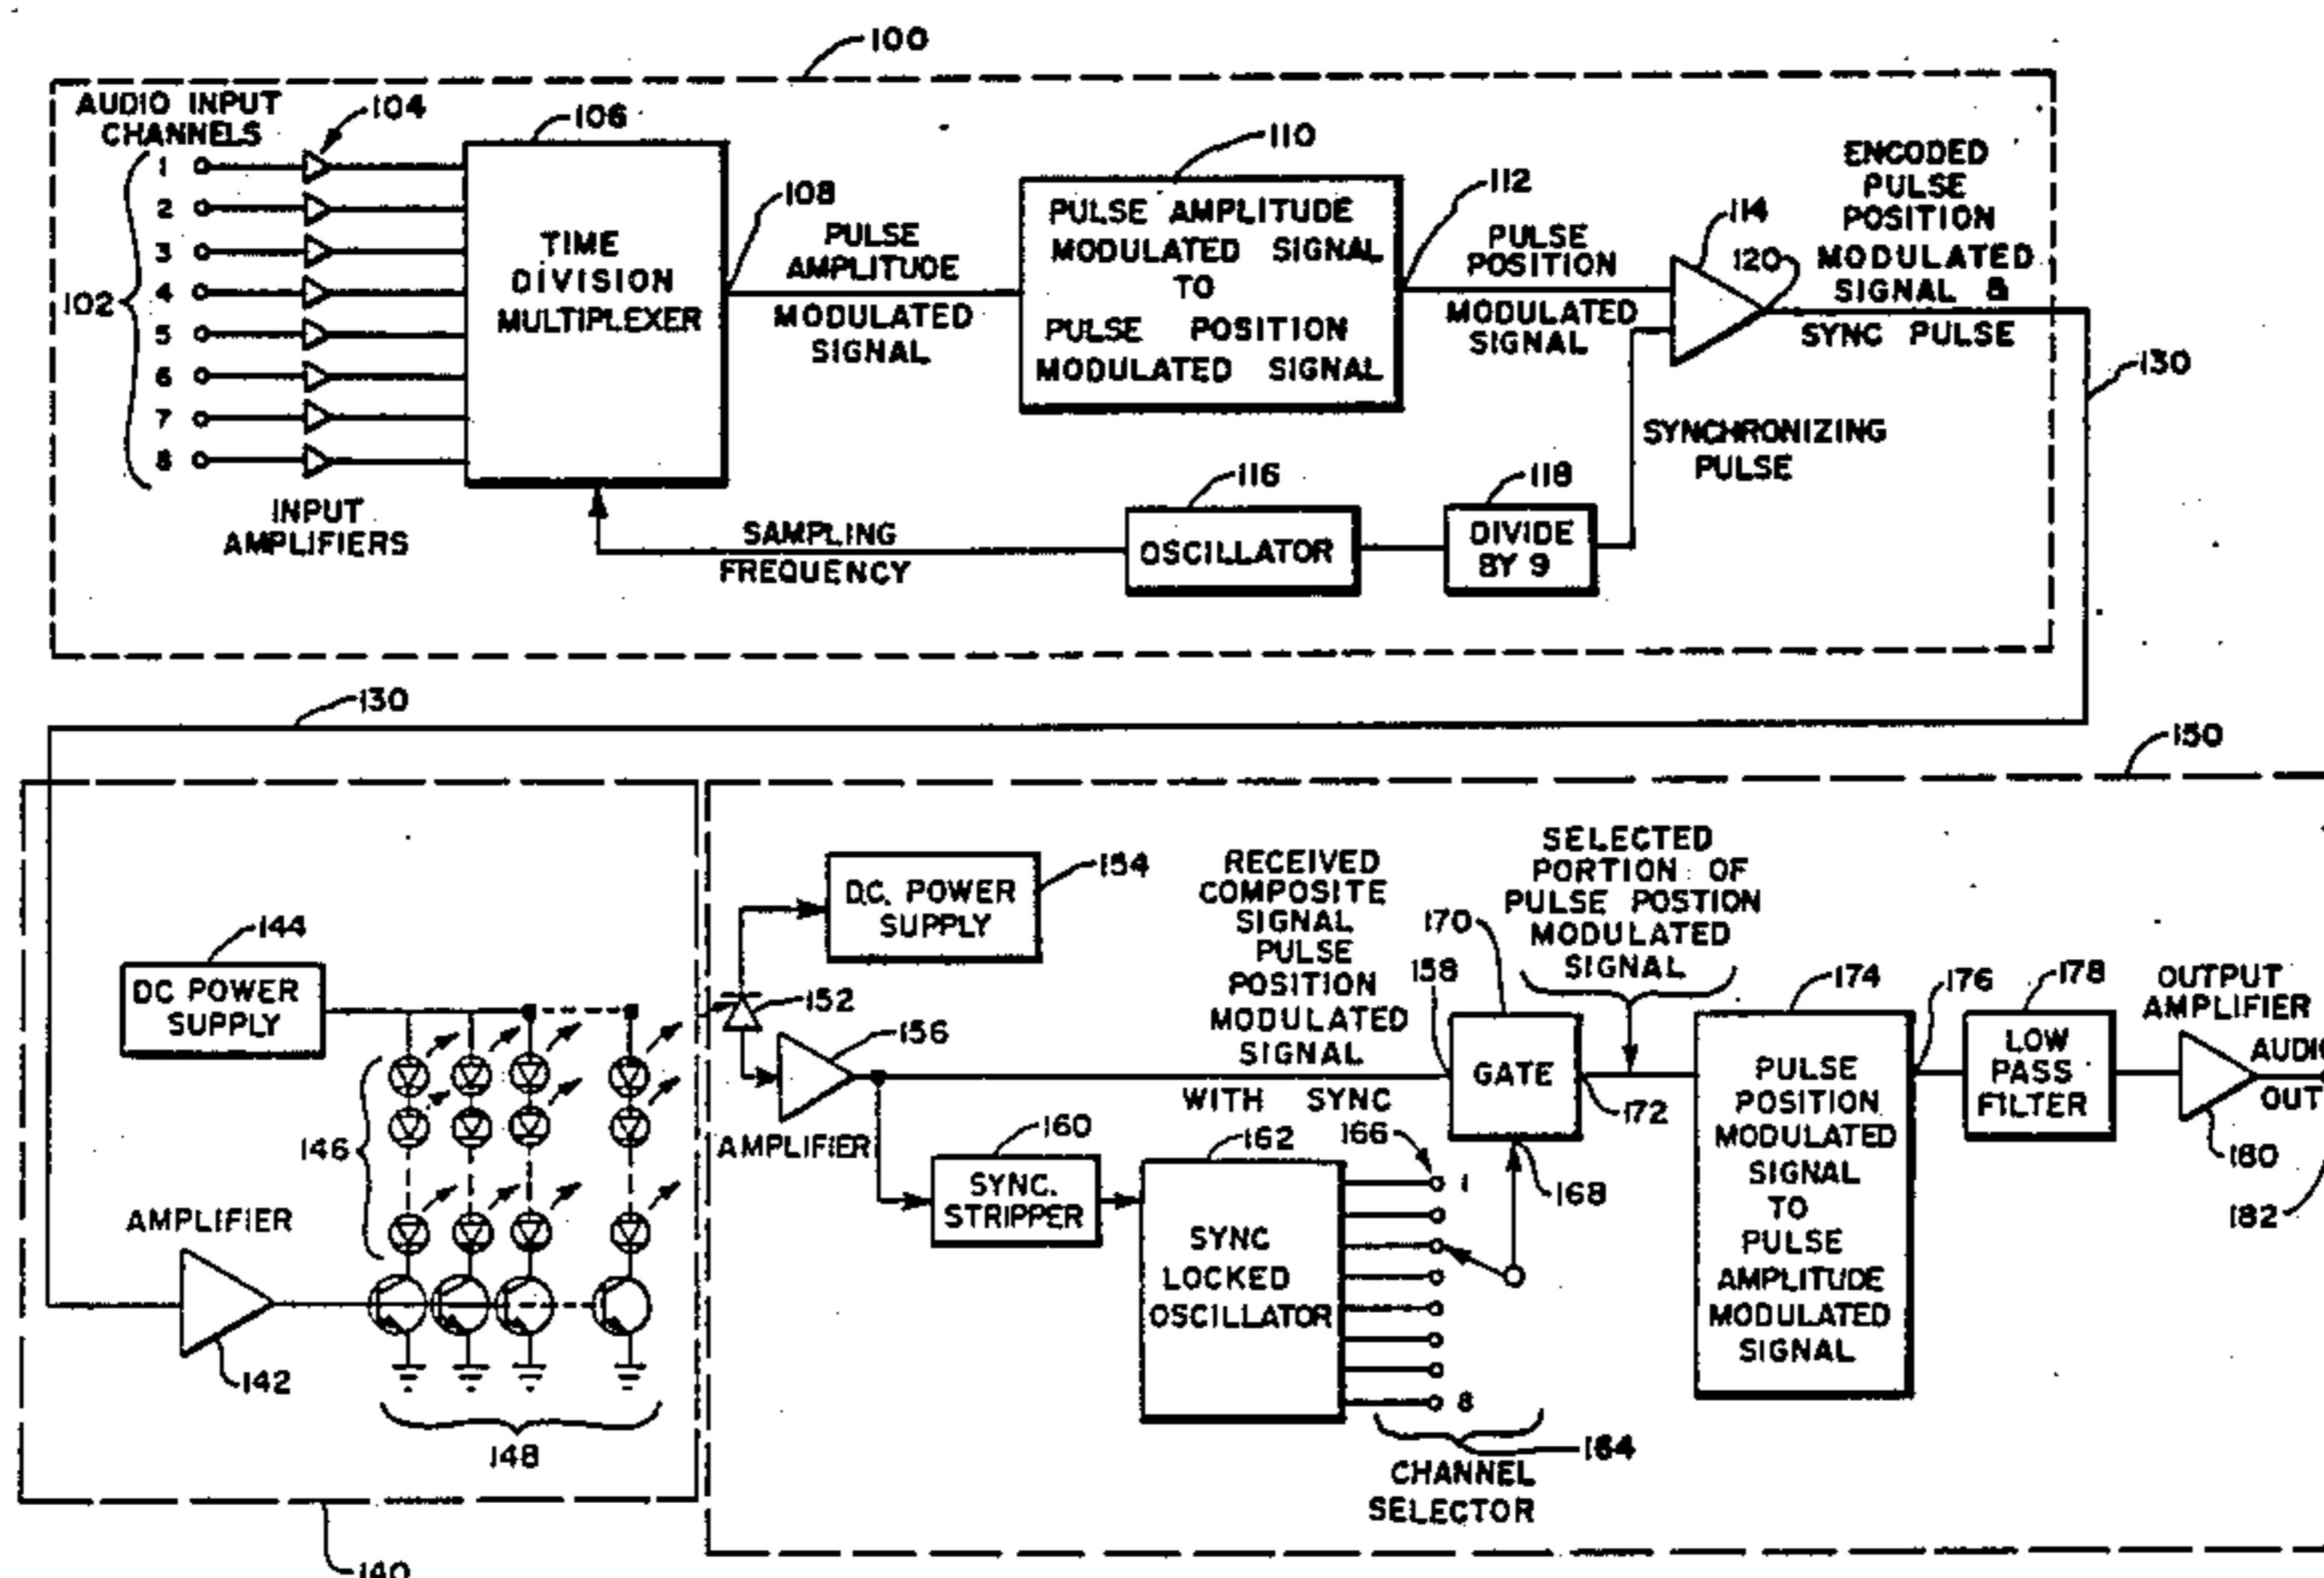 100
AUDIO INPUT
CHANNELS
104
106
1
2
3
4
5
6
7
8
102
INPUT
AMPLIFIERS
TIME
DIVISION
MULTIPLEXER
108
PULSE
AMPLITUDE
MODULATED
SIGNAL
110
PULSE AMPLITUDE
MODULATED SIGNAL
TO
PULSE POSITION
MODULATED SIGNAL
112
PULSE
POSITION
MODULATED
SIGNAL
114
120
ENCODED
PULSE
POSITION
MODULATED
SIGNAL &
SYNC PULSE
130
SYNCHRONIZING
PULSE
116
OSCILLATOR
118
DIVIDE
BY 9
SAMPLING
FREQUENCY
130
150
144
DC POWER
SUPPLY
146
AMPLIFIER
142
148
140
154
D.C. POWER
SUPPLY
152
156
AMPLIFIER
RECEIVED
COMPOSITE
SIGNAL
PULSE
POSITION
MODULATED
SIGNAL
WITH SYNC
158
160
SYNC.
STRIPPER
162
SYNC
LOCKED
OSCILLATOR
166
1
8
164
CHANNEL
SELECTOR
170
GATE
168
172
SELECTED
PORTION OF
PULSE POSTION
MODULATED
SIGNAL
174
PULSE
POSITION
MODULATED
SIGNAL
TO
PULSE
AMPLITUDE
MODULATED
SIGNAL
176
178
LOW
PASS
FILTER
OUTPUT
AMPLIFIER
180
AUDIO
OUT
182